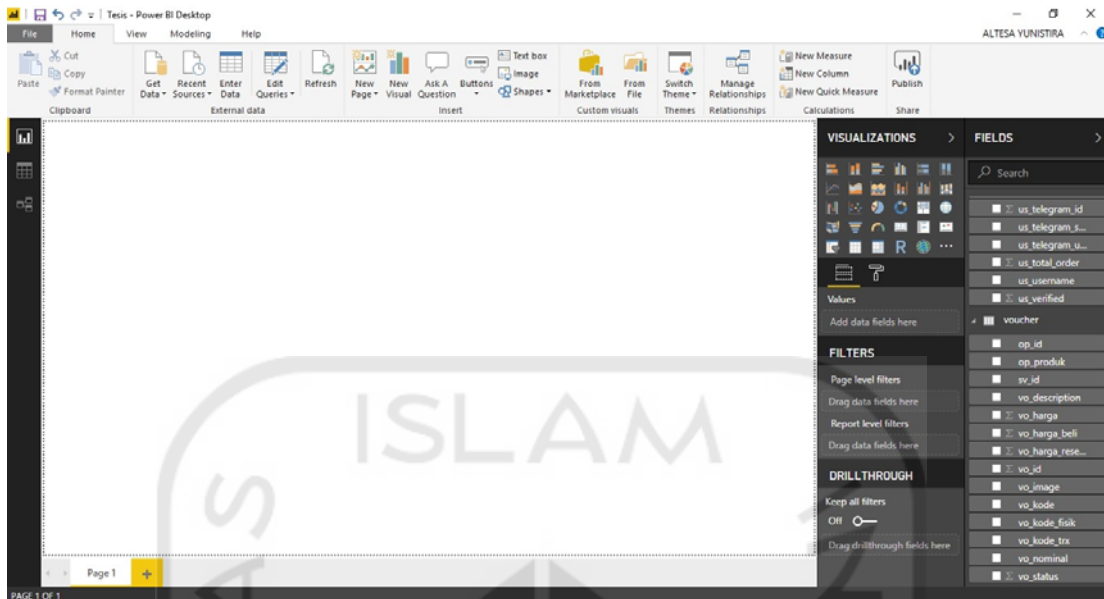 Tesis - Power BI Desktop
File Home View Modeling Help ALTESA YUNISTIRA
Paste
Cut
Copy
Format Painter
Clipboard
Get Data
Recent Sources
Enter Data
Edit Queries
Refresh
External data
New Page
New Visual
Ask A Question
Buttons
Text box
Image
Shapes
Insert
From Marketplace
From File
Custom visuals
Switch Theme
Themes
Manage Relationships
Relationships
New Measure
New Column
New Quick Measure
Calculations
Publish
Share
VISUALIZATIONS
R
Values
Add data fields here
FILTERS
Page level filters
Drag data fields here
Report level filters
Drag data fields here
DRILLTHROUGH
Keep all filters
Off
Drag drillthrough fields here
FIELDS
Search
Σ us_telegram_id
us_telegram_s...
us_telegram_u...
Σ us_total_order
us_username
Σ us_verified
voucher
op_id
op_produk
sv_id
vo_description
Σ vo_harga
Σ vo_harga_beli
Σ vo_harga_rese...
Σ vo_id
vo_image
vo_kode
vo_kode_fisik
vo_kode_trx
vo_nominal
Σ vo_status
ISLAM
Page 1 +
PAGE 1 OF 1